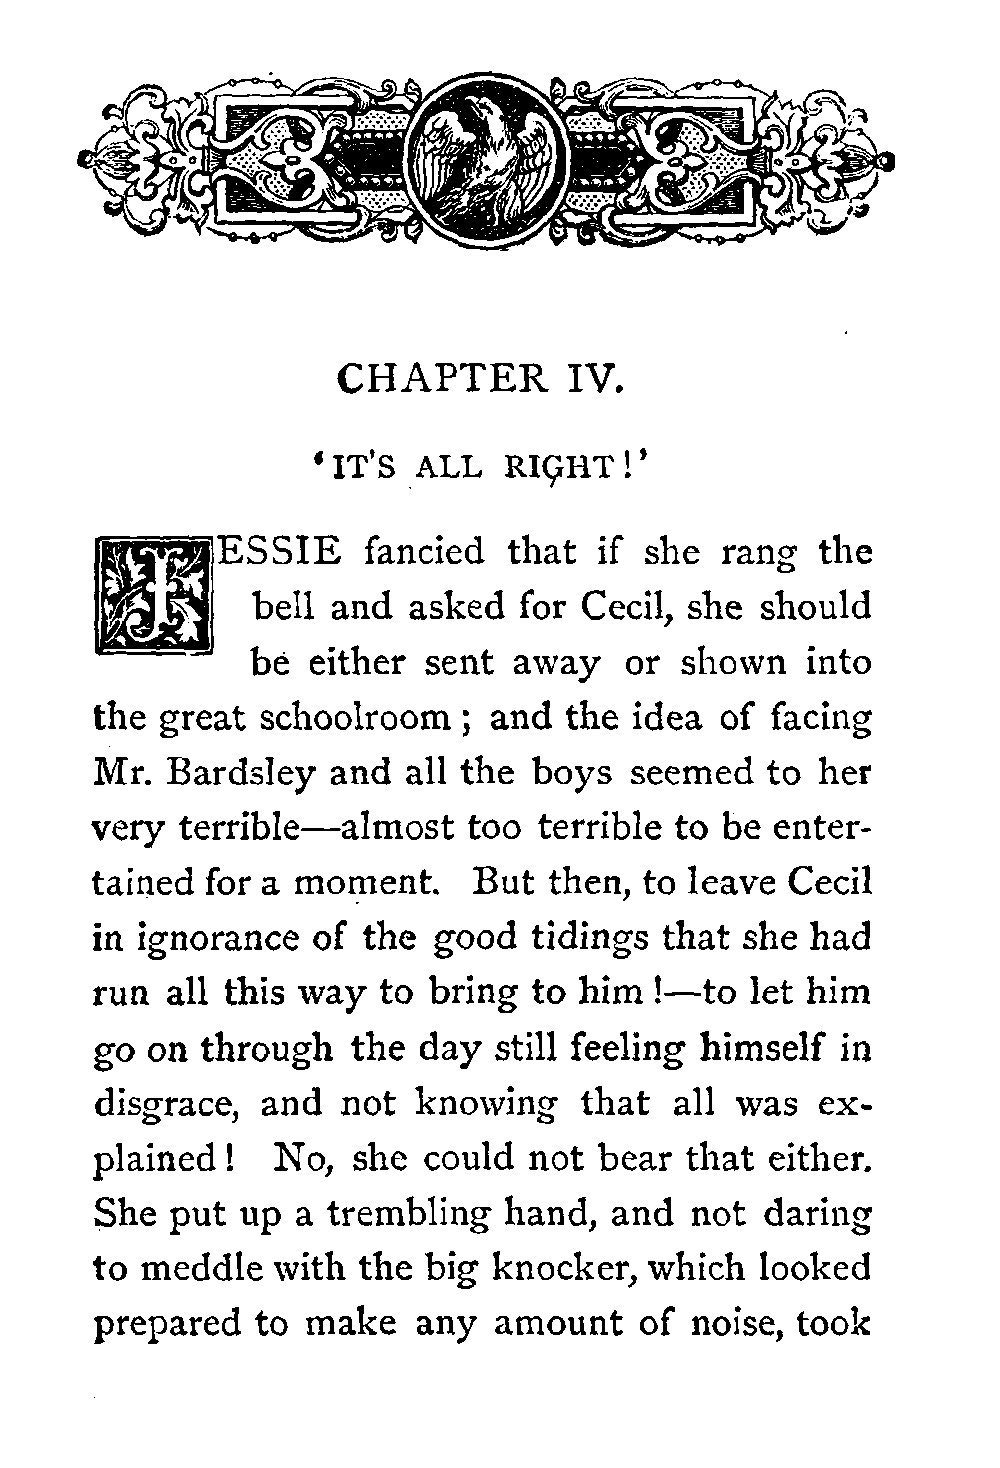 CHAPTER IV.
‘IT'S ALL RIGHT!’
JESSIE fancied that if she rang the
bell and asked for Cecil, she should
be either sent away or shown into
the great schoolroom; and the idea of facing
Mr. Bardsley and all the boys seemed to her
very terrible—almost too terrible to be enter-
tained for a moment. But then, to leave Cecil
in ignorance of the good tidings that she had
run all this way to bring to him!—to let him
go on through the day still feeling himself in
disgrace, and not knowing that all was ex-
plained! No, she could not bear that either.
She put up a trembling hand, and not daring
to meddle with the big knocker, which looked
prepared to make any amount of noise, took